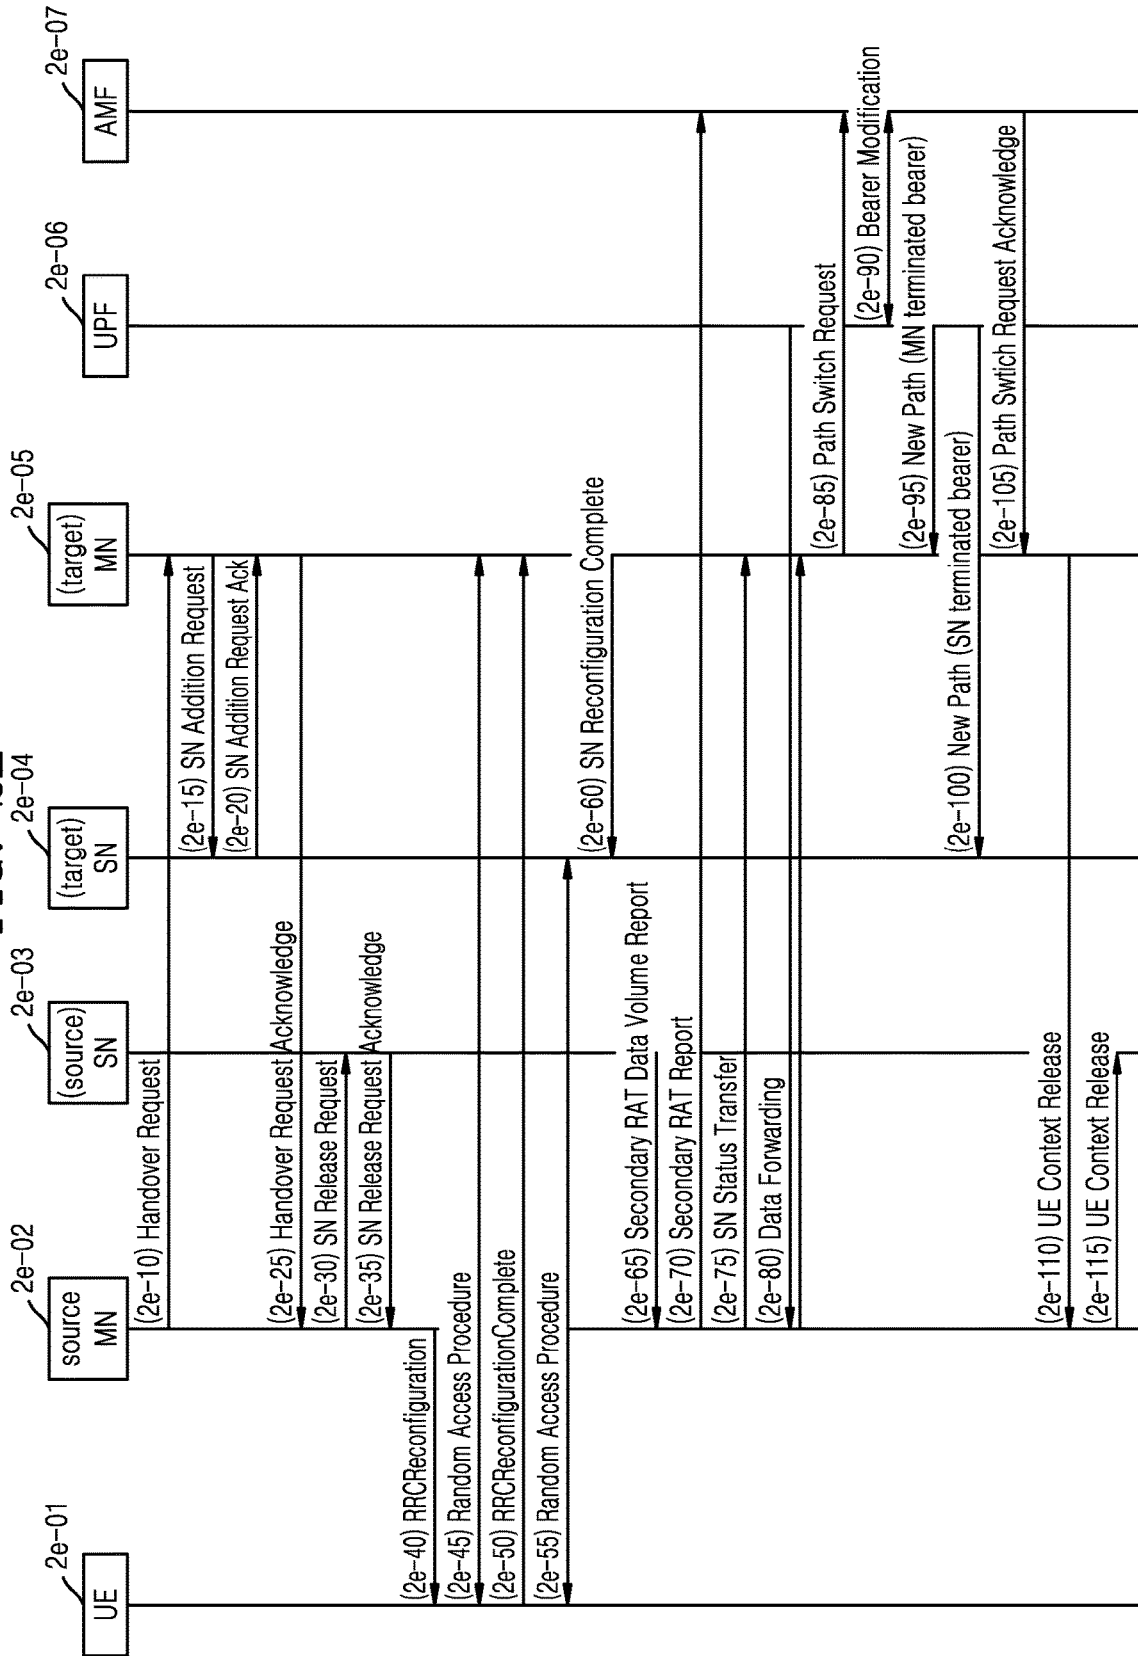 2e-01
UE
2e-02
source
MN
2e-03
(source)
SN
2e-04
(target)
SN
2e-05
(target)
MN
2e-06
UPF
2e-07
AMF
(2e-10) Handover Request
(2e-15) SN Addition Request
(2e-20) SN Addition Request Ack
(2e-25) Handover Request Acknowledge
(2e-30) SN Release Request
(2e-35) SN Release Request Acknowledge
(2e-40) RRCReconfiguration
(2e-45) Random Access Procedure
(2e-50) RRCReconfigurationComplete
(2e-55) Random Access Procedure
(2e-60) SN Reconfiguration Complete
(2e-65) Secondary RAT Data Volume Report
(2e-70) Secondary RAT Report
(2e-75) SN Status Transfer
(2e-80) Data Forwarding
(2e-85) Path Switch Request
(2e-90) Bearer Modification
(2e-95) New Path (MN terminated bearer)
(2e-100) New Path (SN terminated bearer)
(2e-105) Path Swtich Request Acknowledge
(2e-110) UE Context Release
(2e-115) UE Context Release